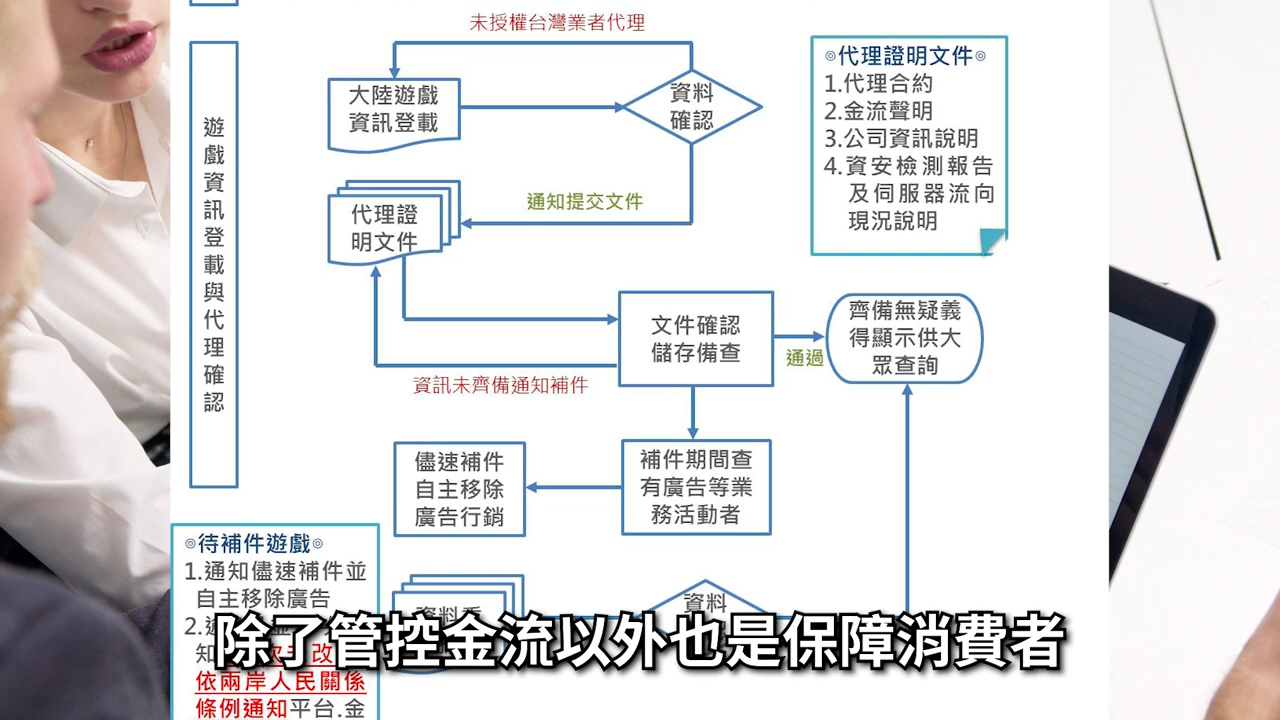 未授權台灣業者代理
遊戲資訊登載與代理確認
大陸遊戲
資訊登載
資料
確認
◎代理證明文件◎
1.代理合約
2.金流聲明
3.公司資訊說明
4.資安檢測報告
及伺服器流向
現況說明
通知提交文件
代理證
明文件
文件確認
儲存備查
通過
齊備無疑義
得顯示供大
眾查詢
資訊未齊備通知補件
儘速補件
自主移除
廣告行銷
補件期間查
有廣告等業
務活動者
◎待補件遊戲◎
1.通知儘速補件並
自主移除廣告
2.
知
改
依兩岸人民關係
條例通知平台.金
資料
資料
除了管控金流以外也是保障消費者